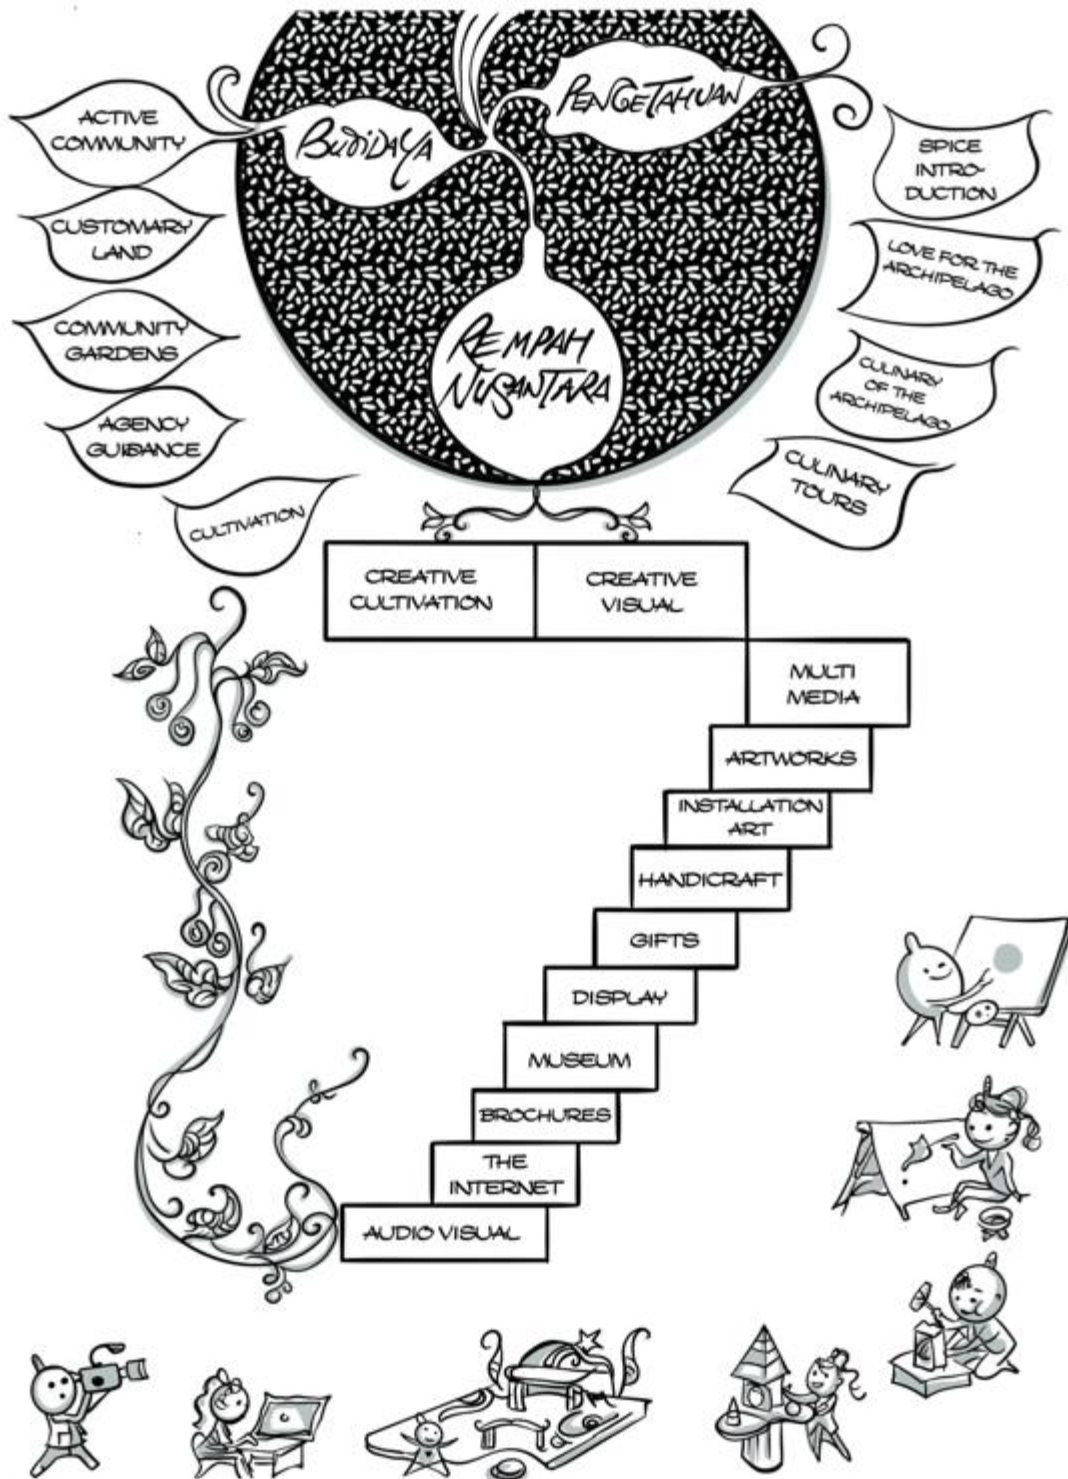 BUDIDAYA
PENGETAHUAN
REMPAH
NUSANTARA
ACTIVE
COMMUNITY
CUSTOMARY
LAND
COMMUNITY
GARDENS
AGENCY
GUIDANCE
CULTIVATION
SPICE
INTRO-
DUCTION
LOVE FOR THE
ARCHIPELAGO
CULINARY
OF THE
ARCHIPELAGO
CULINARY
TOURS
CREATIVE
CULTIVATION
CREATIVE
VISUAL
MULTI
MEDIA
ARTWORKS
INSTALLATION
ART
HANDICRAFT
GIFTS
DISPLAY
MUSEUM
BROCHURES
THE
INTERNET
AUDIO VISUAL